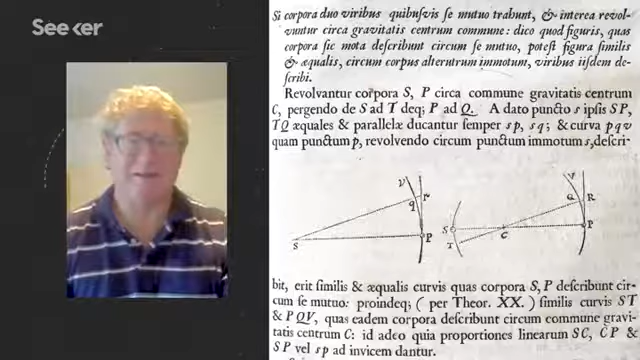 Seeker
Si corpora duo viribus quibusvis se mutuo trahunt, & interea revol-
vuntur circa gravitatis centrum commune: dico quod figuris, quas
corpora sic mota describunt circum se mutuo, potest figura similis
& æqualis, circum corpus alterutrum immotum, viribus iisdem de-
scribi.
Revolvantur corpora S, P circa commune gravitatis centrum
C, pergendo de S ad T deq; P ad Q. A dato puncto s ipsis SP,
TQ æquales & parallelæ ducantur semper sp, sq; & curva pqv
quam punctum p, revolvendo circum punctum immotum s, descri-
V r
q
S P
V
Q R
S C P
T
bit, erit similis & æqualis curvis quas corpora S, P describunt cir-
cum se mutuo: proindeq; (per Theor. XX.) similis curvis ST
& PQV, quas eadem corpora describunt circum commune gravi-
tatis centrum C: id adeo quia proportiones linearum SC, CP &
SP vel sp ad invicem dantur.